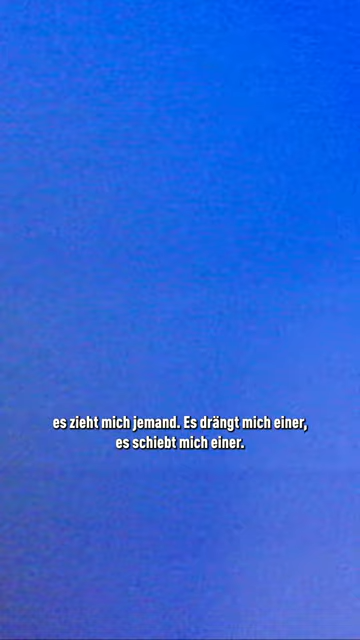 es zieht mich jemand. Es drängt mich einer,
es schiebt mich einer.